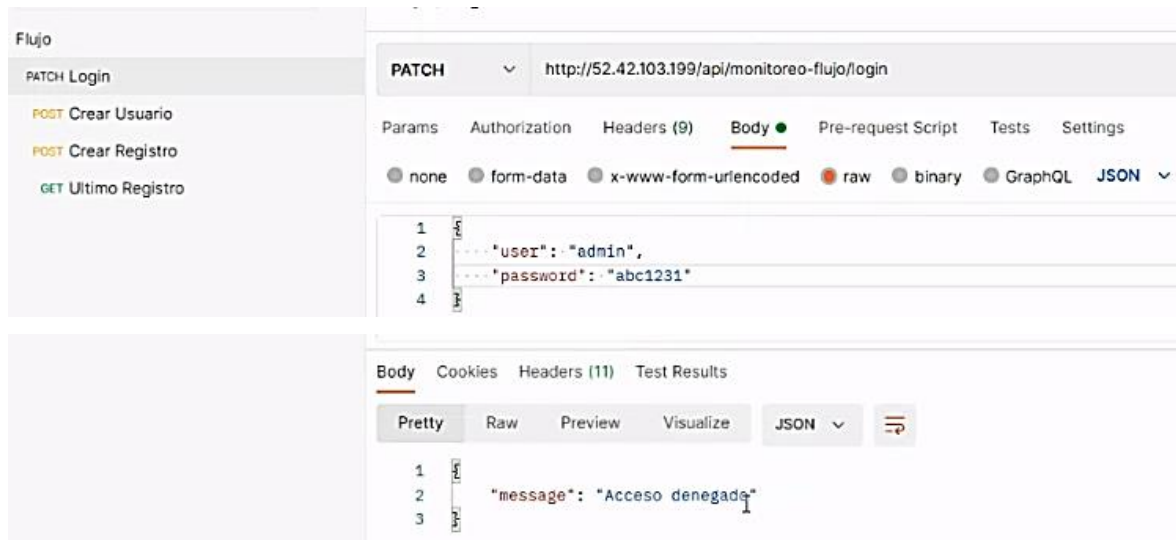 Flujo
PATCH Login
POST Crear Usuario
POST Crear Registro
GET Ultimo Registro
PATCH http://52.42.103.199/api/monitoreo-flujo/login
Params Authorization Headers (9) Body Pre-request Script Tests Settings
none form-data x-www-form-urlencoded raw binary GraphQL JSON
1 {
2 "user": "admin",
3 "password": "abc1231"
4 }
Body Cookies Headers (11) Test Results
Pretty Raw Preview Visualize JSON
1 {
2 "message": "Acceso denegado"
3 }